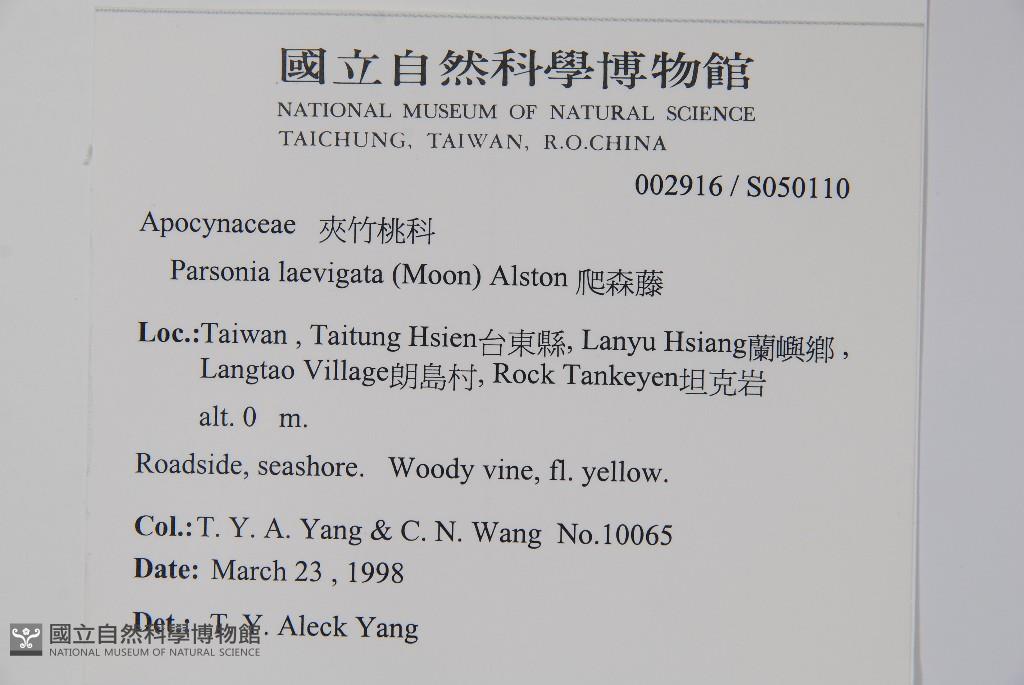 國立自然科學博物館
NATIONAL MUSEUM OF NATURAL SCIENCE
TAICHUNG, TAIWAN, R.O.CHINA
002916 / S050110
Apocynaceae 夾竹桃科
Parsonia laevigata (Moon) Alston 爬森藤
Loc.:Taiwan , Taitung Hsien台東縣, Lanyu Hsiang蘭嶼鄉 ,
Langtao Village朗島村, Rock Tankeyen坦克岩
alt. 0 m.
Roadside, seashore. Woody vine, fl. yellow.
Col.:T. Y. A. Yang & C. N. Wang No.10065
Date: March 23 , 1998
Det.: T. Y. Aleck Yang
國立自然科學博物館
NATIONAL MUSEUM OF NATURAL SCIENCE